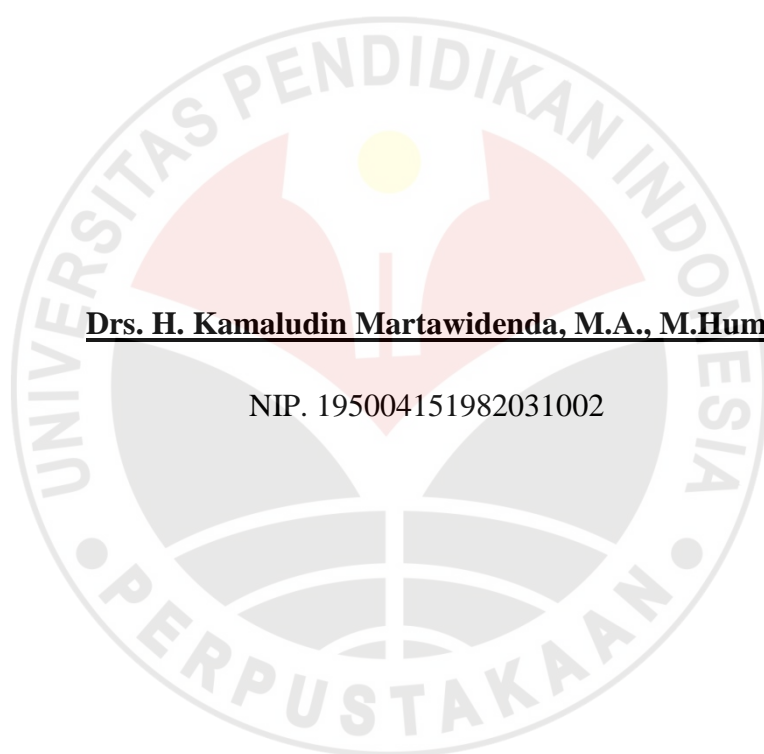 UNIVERSITAS PENDIDIKAN INDONESIA
Drs. H. Kamaludin Martawidenda, M.A., M.Hum
NIP. 195004151982031002
PERPUSTAKAAN